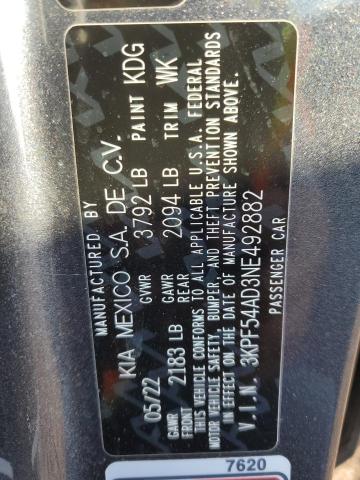 MANUFACTURED BY
KIA MEXICO S.A. DE C.V.
05/22 GVWR 3792 LB PAINT KDG
GAWR FRONT 2183 LB GAWR REAR 2094 LB TRIM WK
THIS VEHICLE CONFORMS TO ALL APPLICABLE U.S.A. FEDERAL
MOTOR VEHICLE SAFETY, BUMPER, AND THEFT PREVENTION STANDARDS
IN EFFECT ON THE DATE OF MANUFACTURE SHOWN ABOVE.
V.I.N. 3KPF54AD3NE492882
PASSENGER CAR
7620